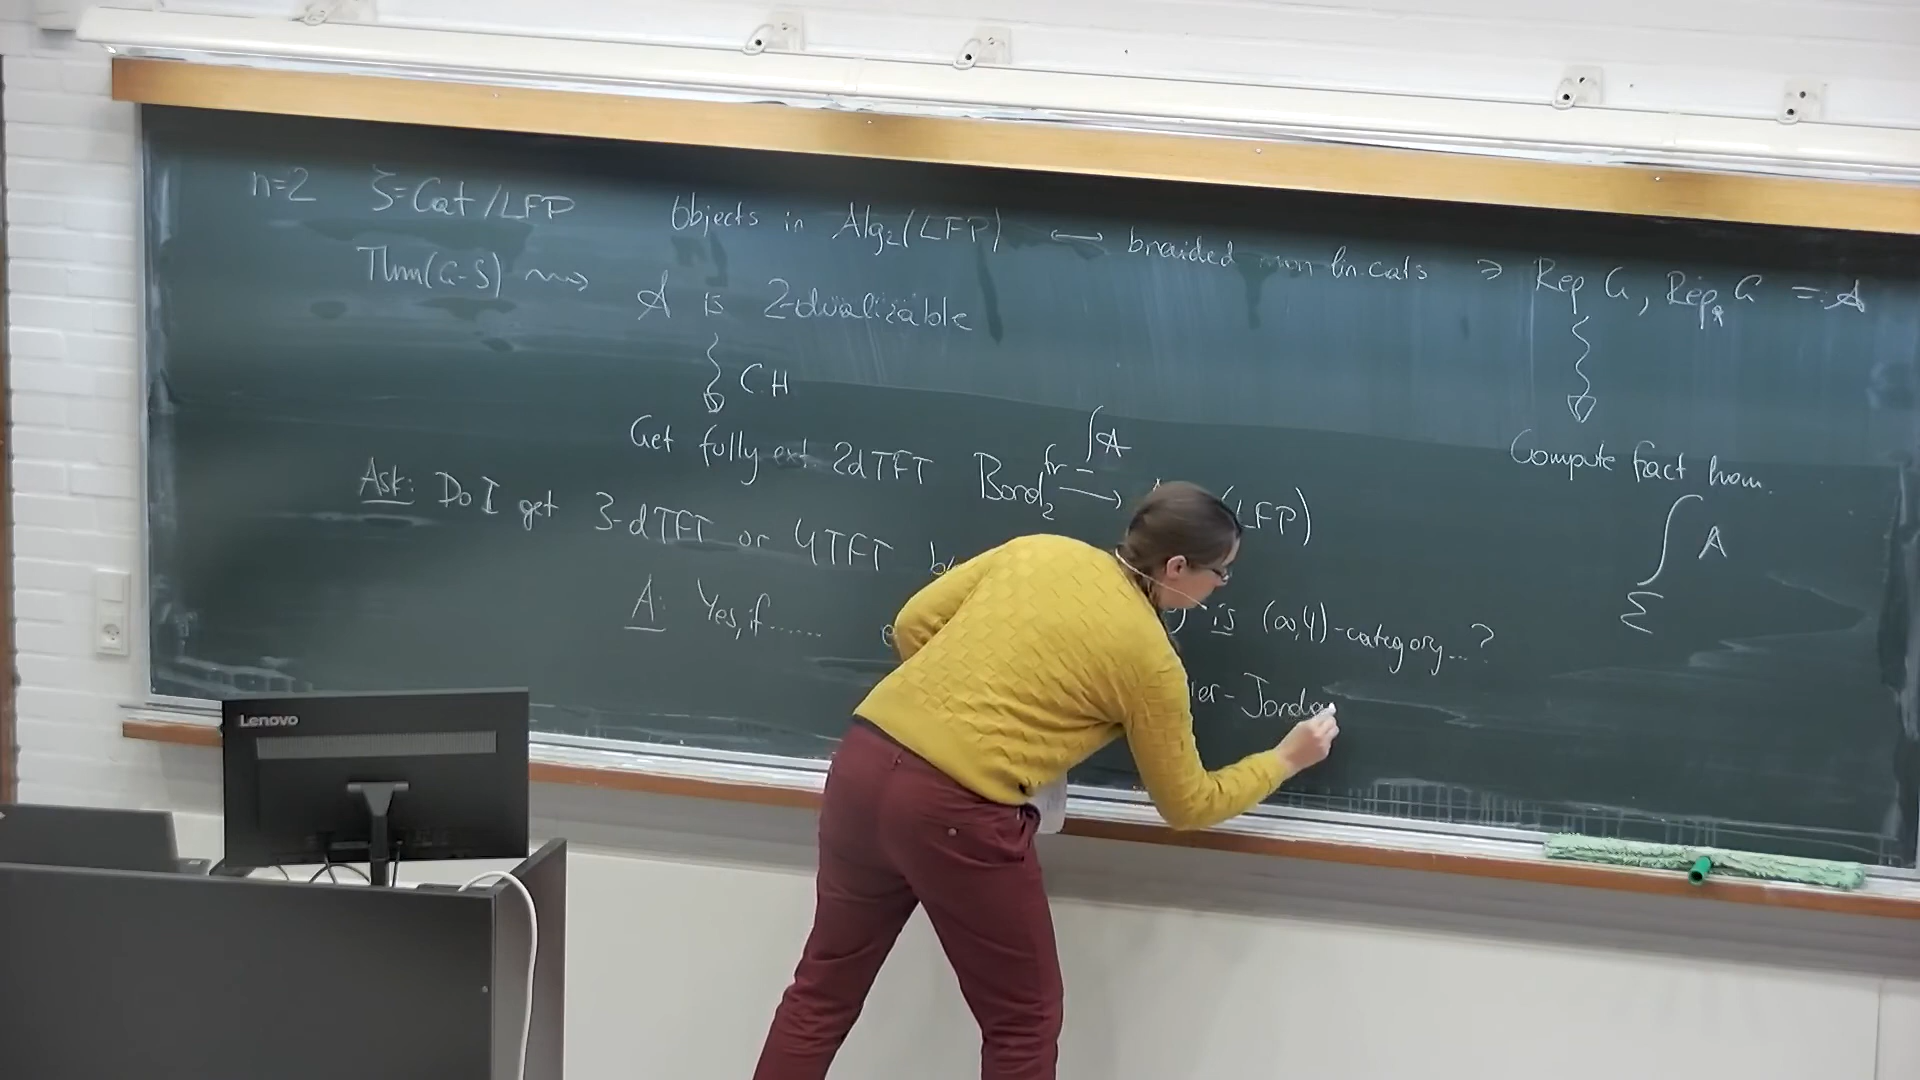 n=2 S=Cat/LFP Objects in Alg₂(LFP) ⟷ braided mon lin. cats ∋ Rep G, Rep_q G =: A
Thm(G-S) ⇝ A is 2-dualizable
CH
Get fully ext. 2dTFT Bord₂^fr → (LFP)
∫A
Compute fact hom.
∫_Σ A
Ask: Do I get 3-dTFT or 4TFT
is (∞,4)-category...?
A: Yes, if......
er-Jorda
Lenovo